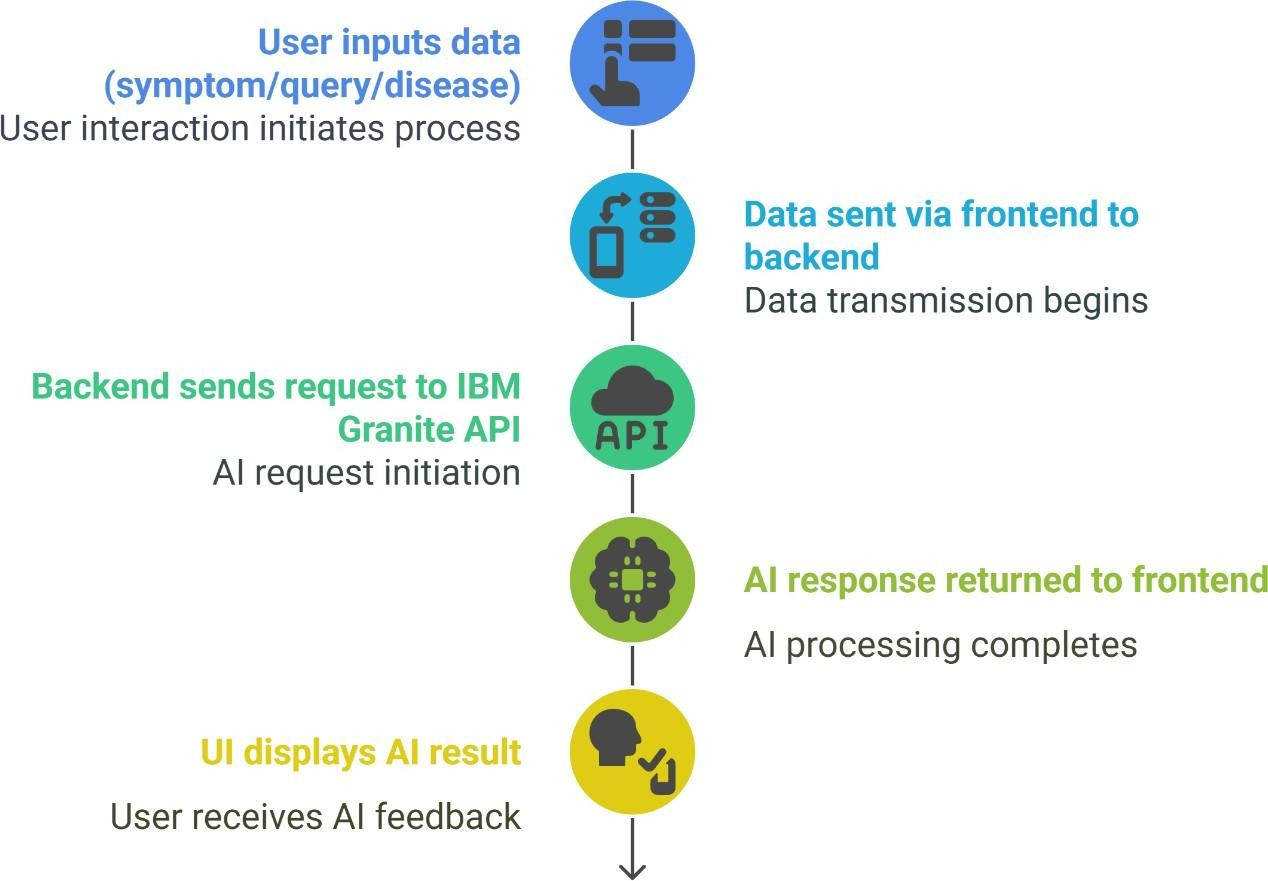 User inputs data
(symptom/query/disease)
User interaction initiates process
Data sent via frontend to
backend
Data transmission begins
Backend sends request to IBM
Granite API
AI request initiation
API
AI response returned to frontend
AI processing completes
UI displays AI result
User receives AI feedback